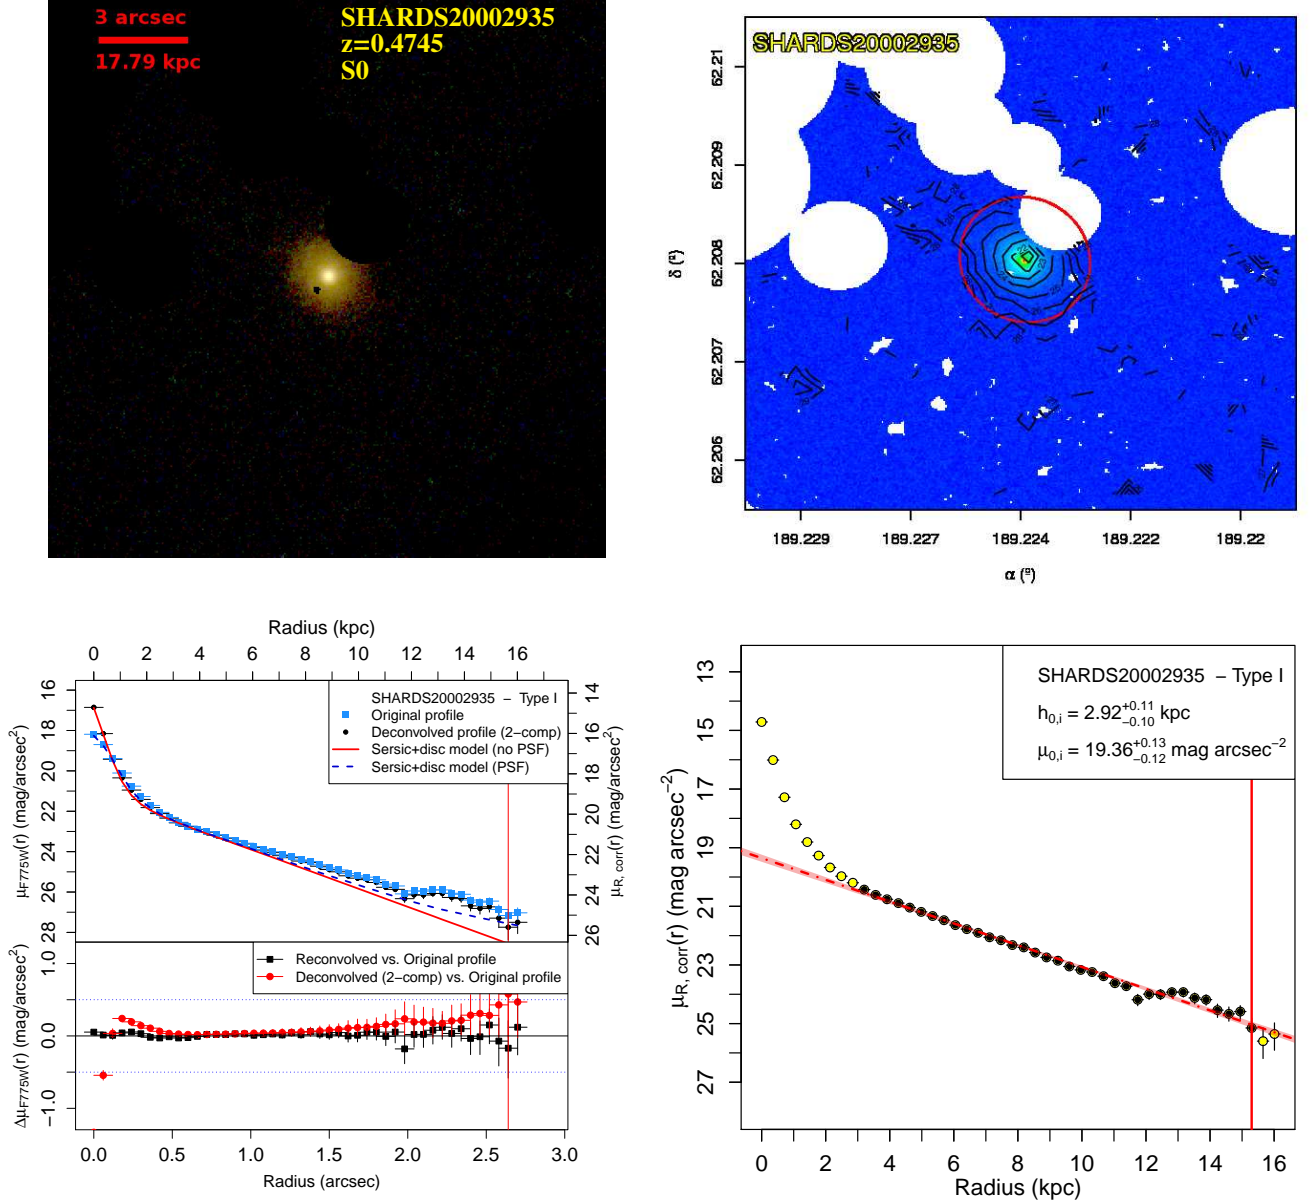 3 arcsec
17.79 kpc
SHARDS20002935
z=0.4745
S0
SHARDS20002935
62.21
62.209
62.208
62.207
62.206
δ (º)
189.229 189.227 189.224 189.222 189.22
α (º)
Radius (kpc)
0 2 4 6 8 10 12 14 16
SHARDS20002935 – Type I
Original profile
Deconvolved profile (2−comp)
Sersic+disc model (no PSF)
Sersic+disc model (PSF)
16 18 20 22 24 26 28
μF775W(r) (mag/arcsec²)
14 16 18 20 22 24 26
μR, corr(r) (mag/arcsec²)
Reconvolved vs. Original profile
Deconvolved (2−comp) vs. Original profile
1.0 0.0 −1.0
ΔμF775W(r) (mag/arcsec²)
0.0 0.5 1.0 1.5 2.0 2.5 3.0
Radius (arcsec)
SHARDS20002935 – Type I
h0,i = 2.92 +0.11 −0.10 kpc
μ0,i = 19.36 +0.13 −0.12 mag arcsec−2
13 15 17 19 21 23 25 27
μR, corr(r) (mag arcsec−2)
0 2 4 6 8 10 12 14 16
Radius (kpc)